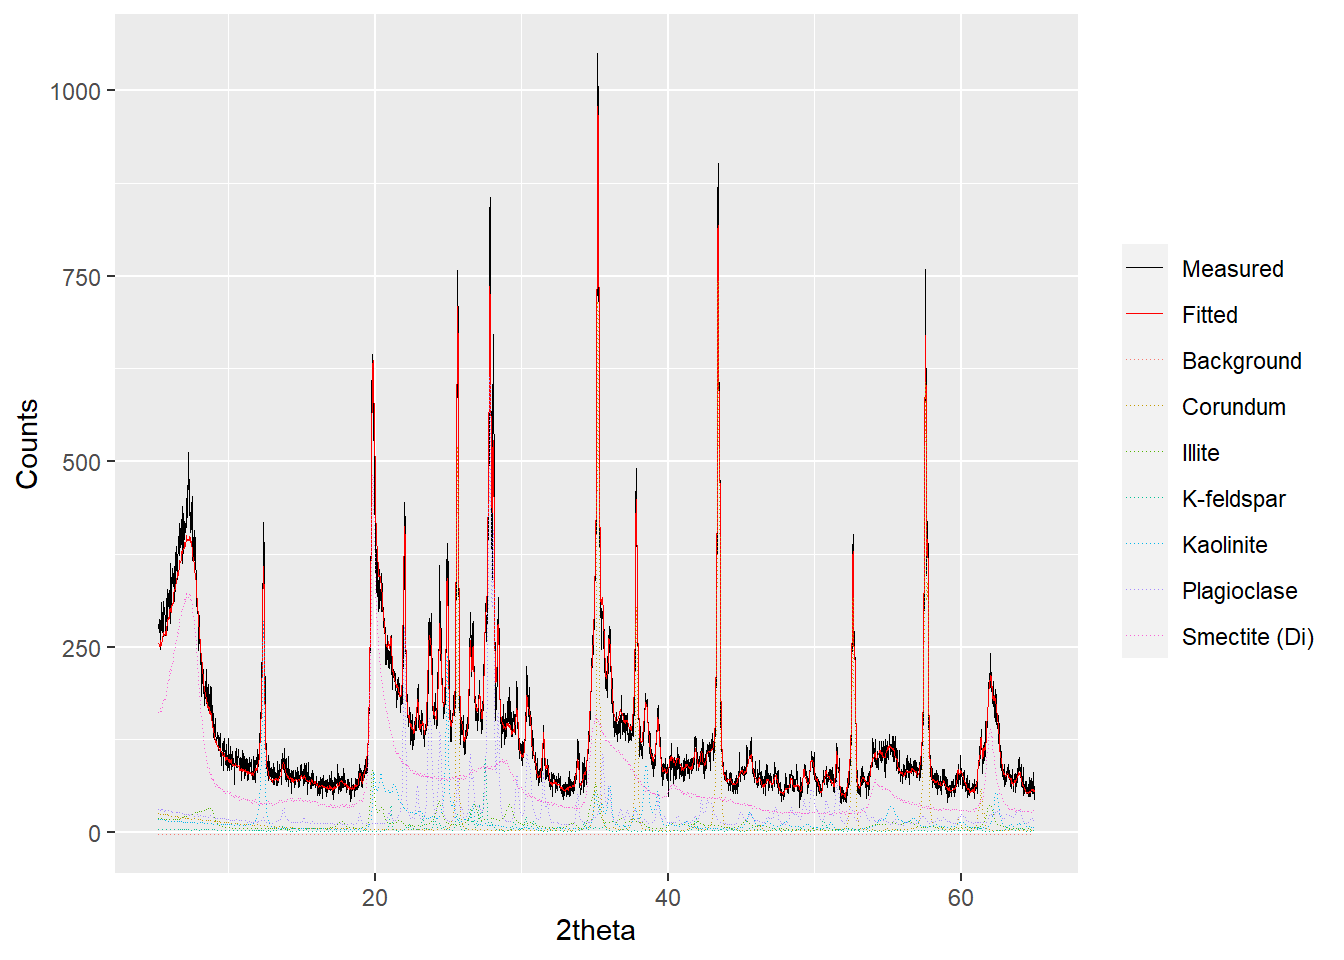 1000
750
500
250
0
20
40
60
2theta
Counts
Measured
Fitted
Background
Corundum
Illite
K-feldspar
Kaolinite
Plagioclase
Smectite (Di)